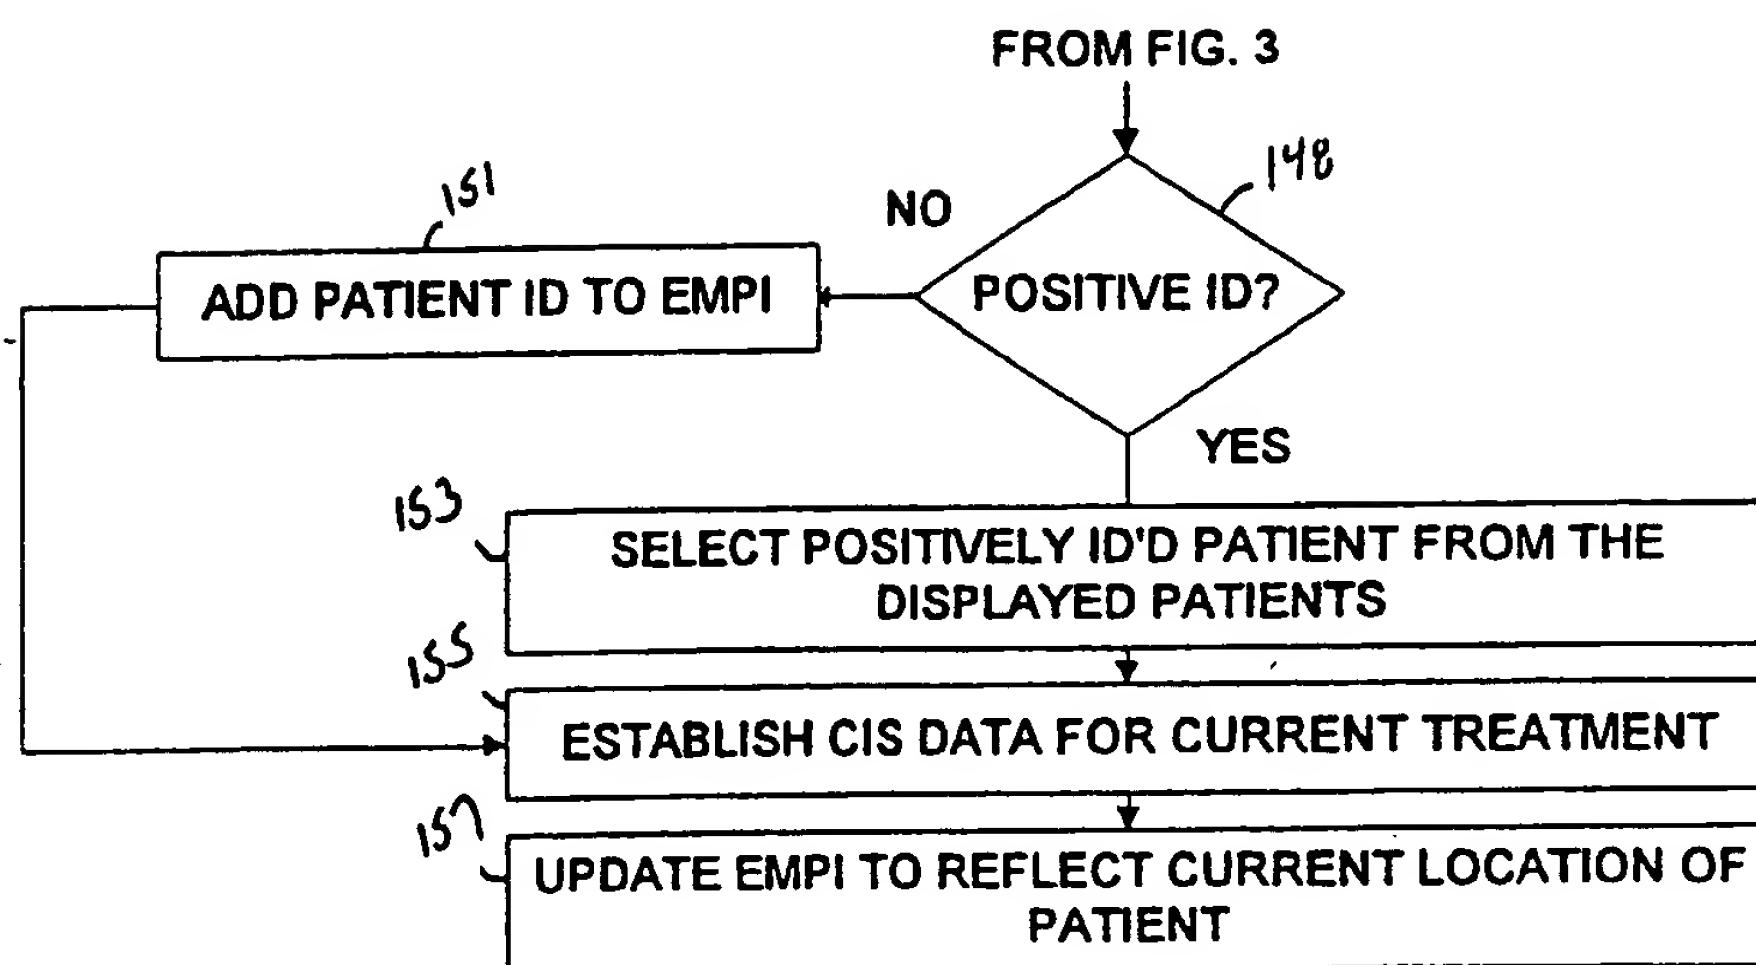 FROM FIG. 3
148
NO
151
POSITIVE ID?
ADD PATIENT ID TO EMPI
YES
153
SELECT POSITIVELY ID'D PATIENT FROM THE
DISPLAYED PATIENTS
155
ESTABLISH CIS DATA FOR CURRENT TREATMENT
157
UPDATE EMPI TO REFLECT CURRENT LOCATION OF
PATIENT